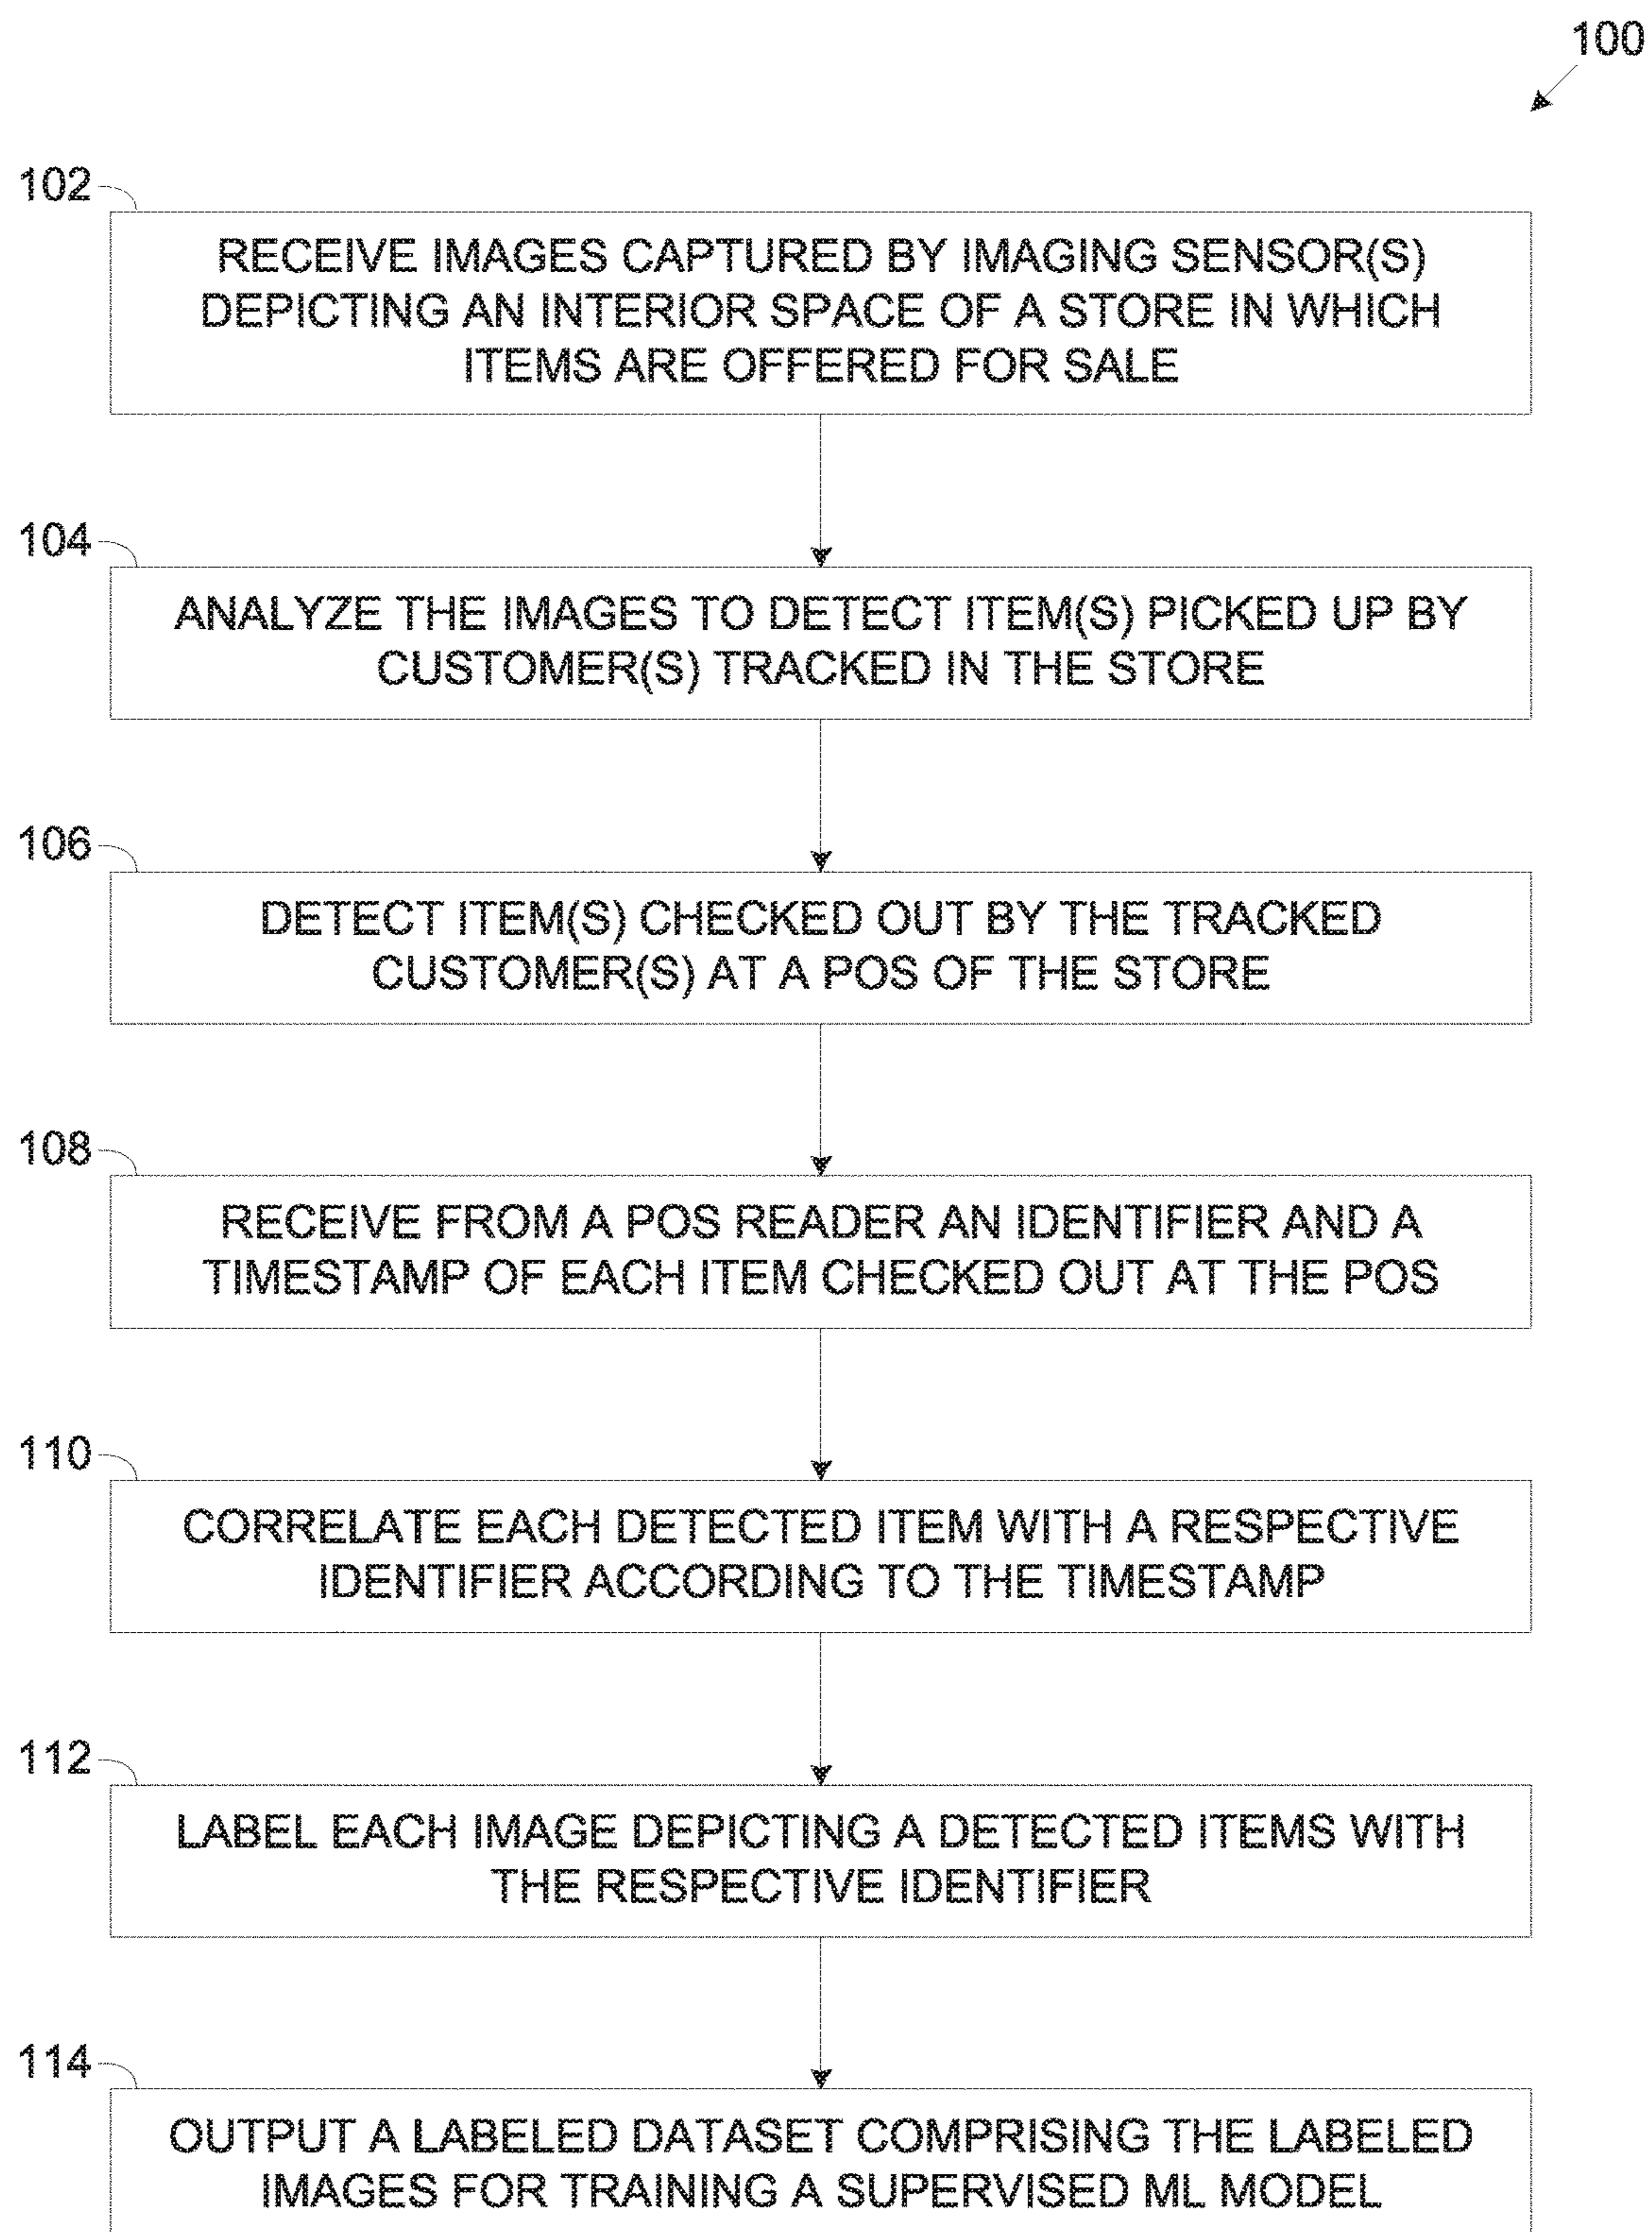 100
102
RECEIVE IMAGES CAPTURED BY IMAGING SENSOR(S)
DEPICTING AN INTERIOR SPACE OF A STORE IN WHICH
ITEMS ARE OFFERED FOR SALE
104
ANALYZE THE IMAGES TO DETECT ITEM(S) PICKED UP BY
CUSTOMER(S) TRACKED IN THE STORE
106
DETECT ITEM(S) CHECKED OUT BY THE TRACKED
CUSTOMER(S) AT A POS OF THE STORE
108
RECEIVE FROM A POS READER AN IDENTIFIER AND A
TIMESTAMP OF EACH ITEM CHECKED OUT AT THE POS
110
CORRELATE EACH DETECTED ITEM WITH A RESPECTIVE
IDENTIFIER ACCORDING TO THE TIMESTAMP
112
LABEL EACH IMAGE DEPICTING A DETECTED ITEMS WITH
THE RESPECTIVE IDENTIFIER
114
OUTPUT A LABELED DATASET COMPRISING THE LABELED
IMAGES FOR TRAINING A SUPERVISED ML MODEL